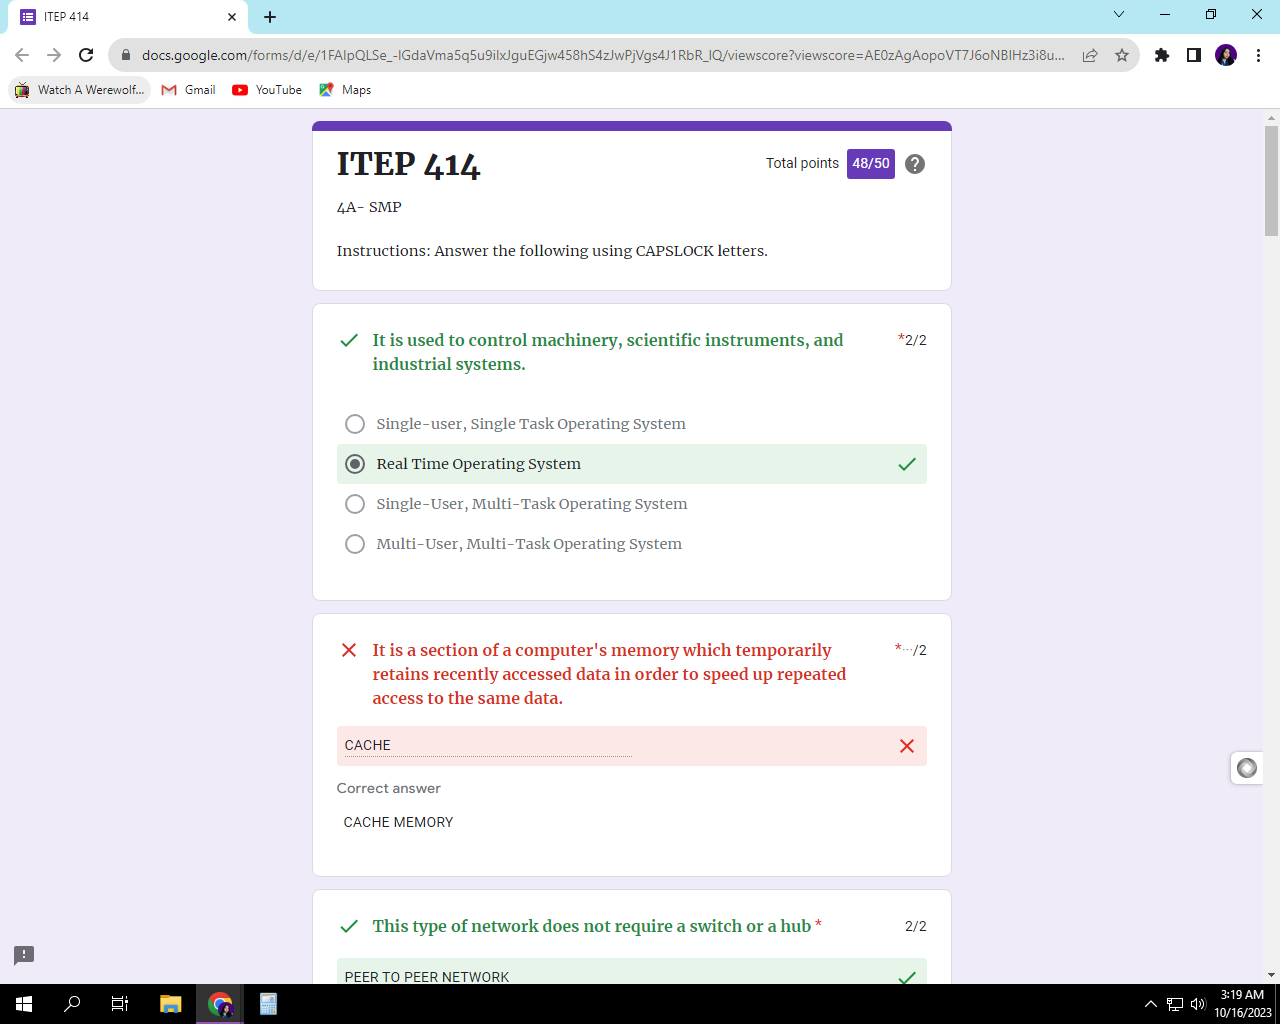 ITEP 414
docs.google.com/forms/d/e/1FAIpQLSe_-lGdaVma5q5u9ilxJguEGjw458hS4zJwPjVgs4J1RbR_lQ/viewscore?viewscore=AE0zAgAopoVT7J6oNBlHz3i8u...
Watch A Werewolf... Gmail YouTube Maps
ITEP 414
Total points 48/50
4A- SMP
Instructions: Answer the following using CAPSLOCK letters.
It is used to control machinery, scientific instruments, and *2/2
industrial systems.
Single-user, Single Task Operating System
Real Time Operating System
Single-User, Multi-Task Operating System
Multi-User, Multi-Task Operating System
It is a section of a computer's memory which temporarily *…/2
retains recently accessed data in order to speed up repeated
access to the same data.
CACHE
Correct answer
CACHE MEMORY
This type of network does not require a switch or a hub * 2/2
PEER TO PEER NETWORK
3:19 AM
10/16/2023